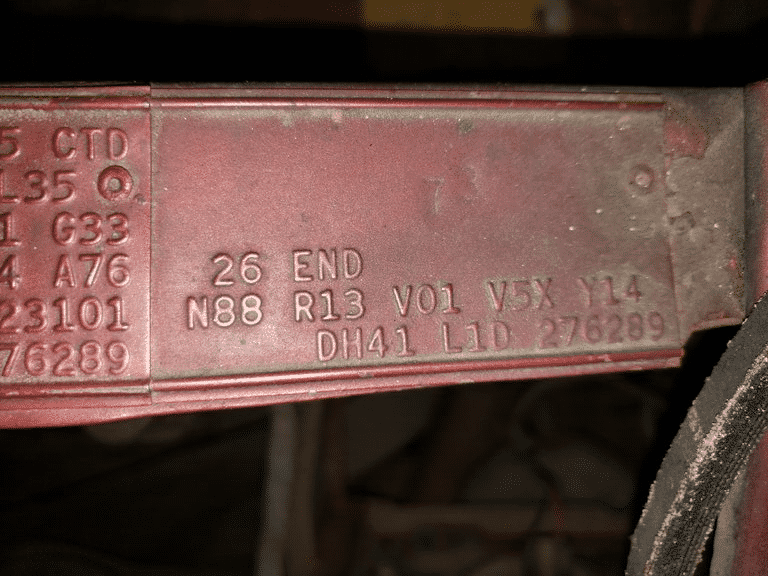 5 CTD
L35
1 G33
4 A76
23101
76289
26 END
N88 R13 V01 V5X Y14
DH41 L1D 276289